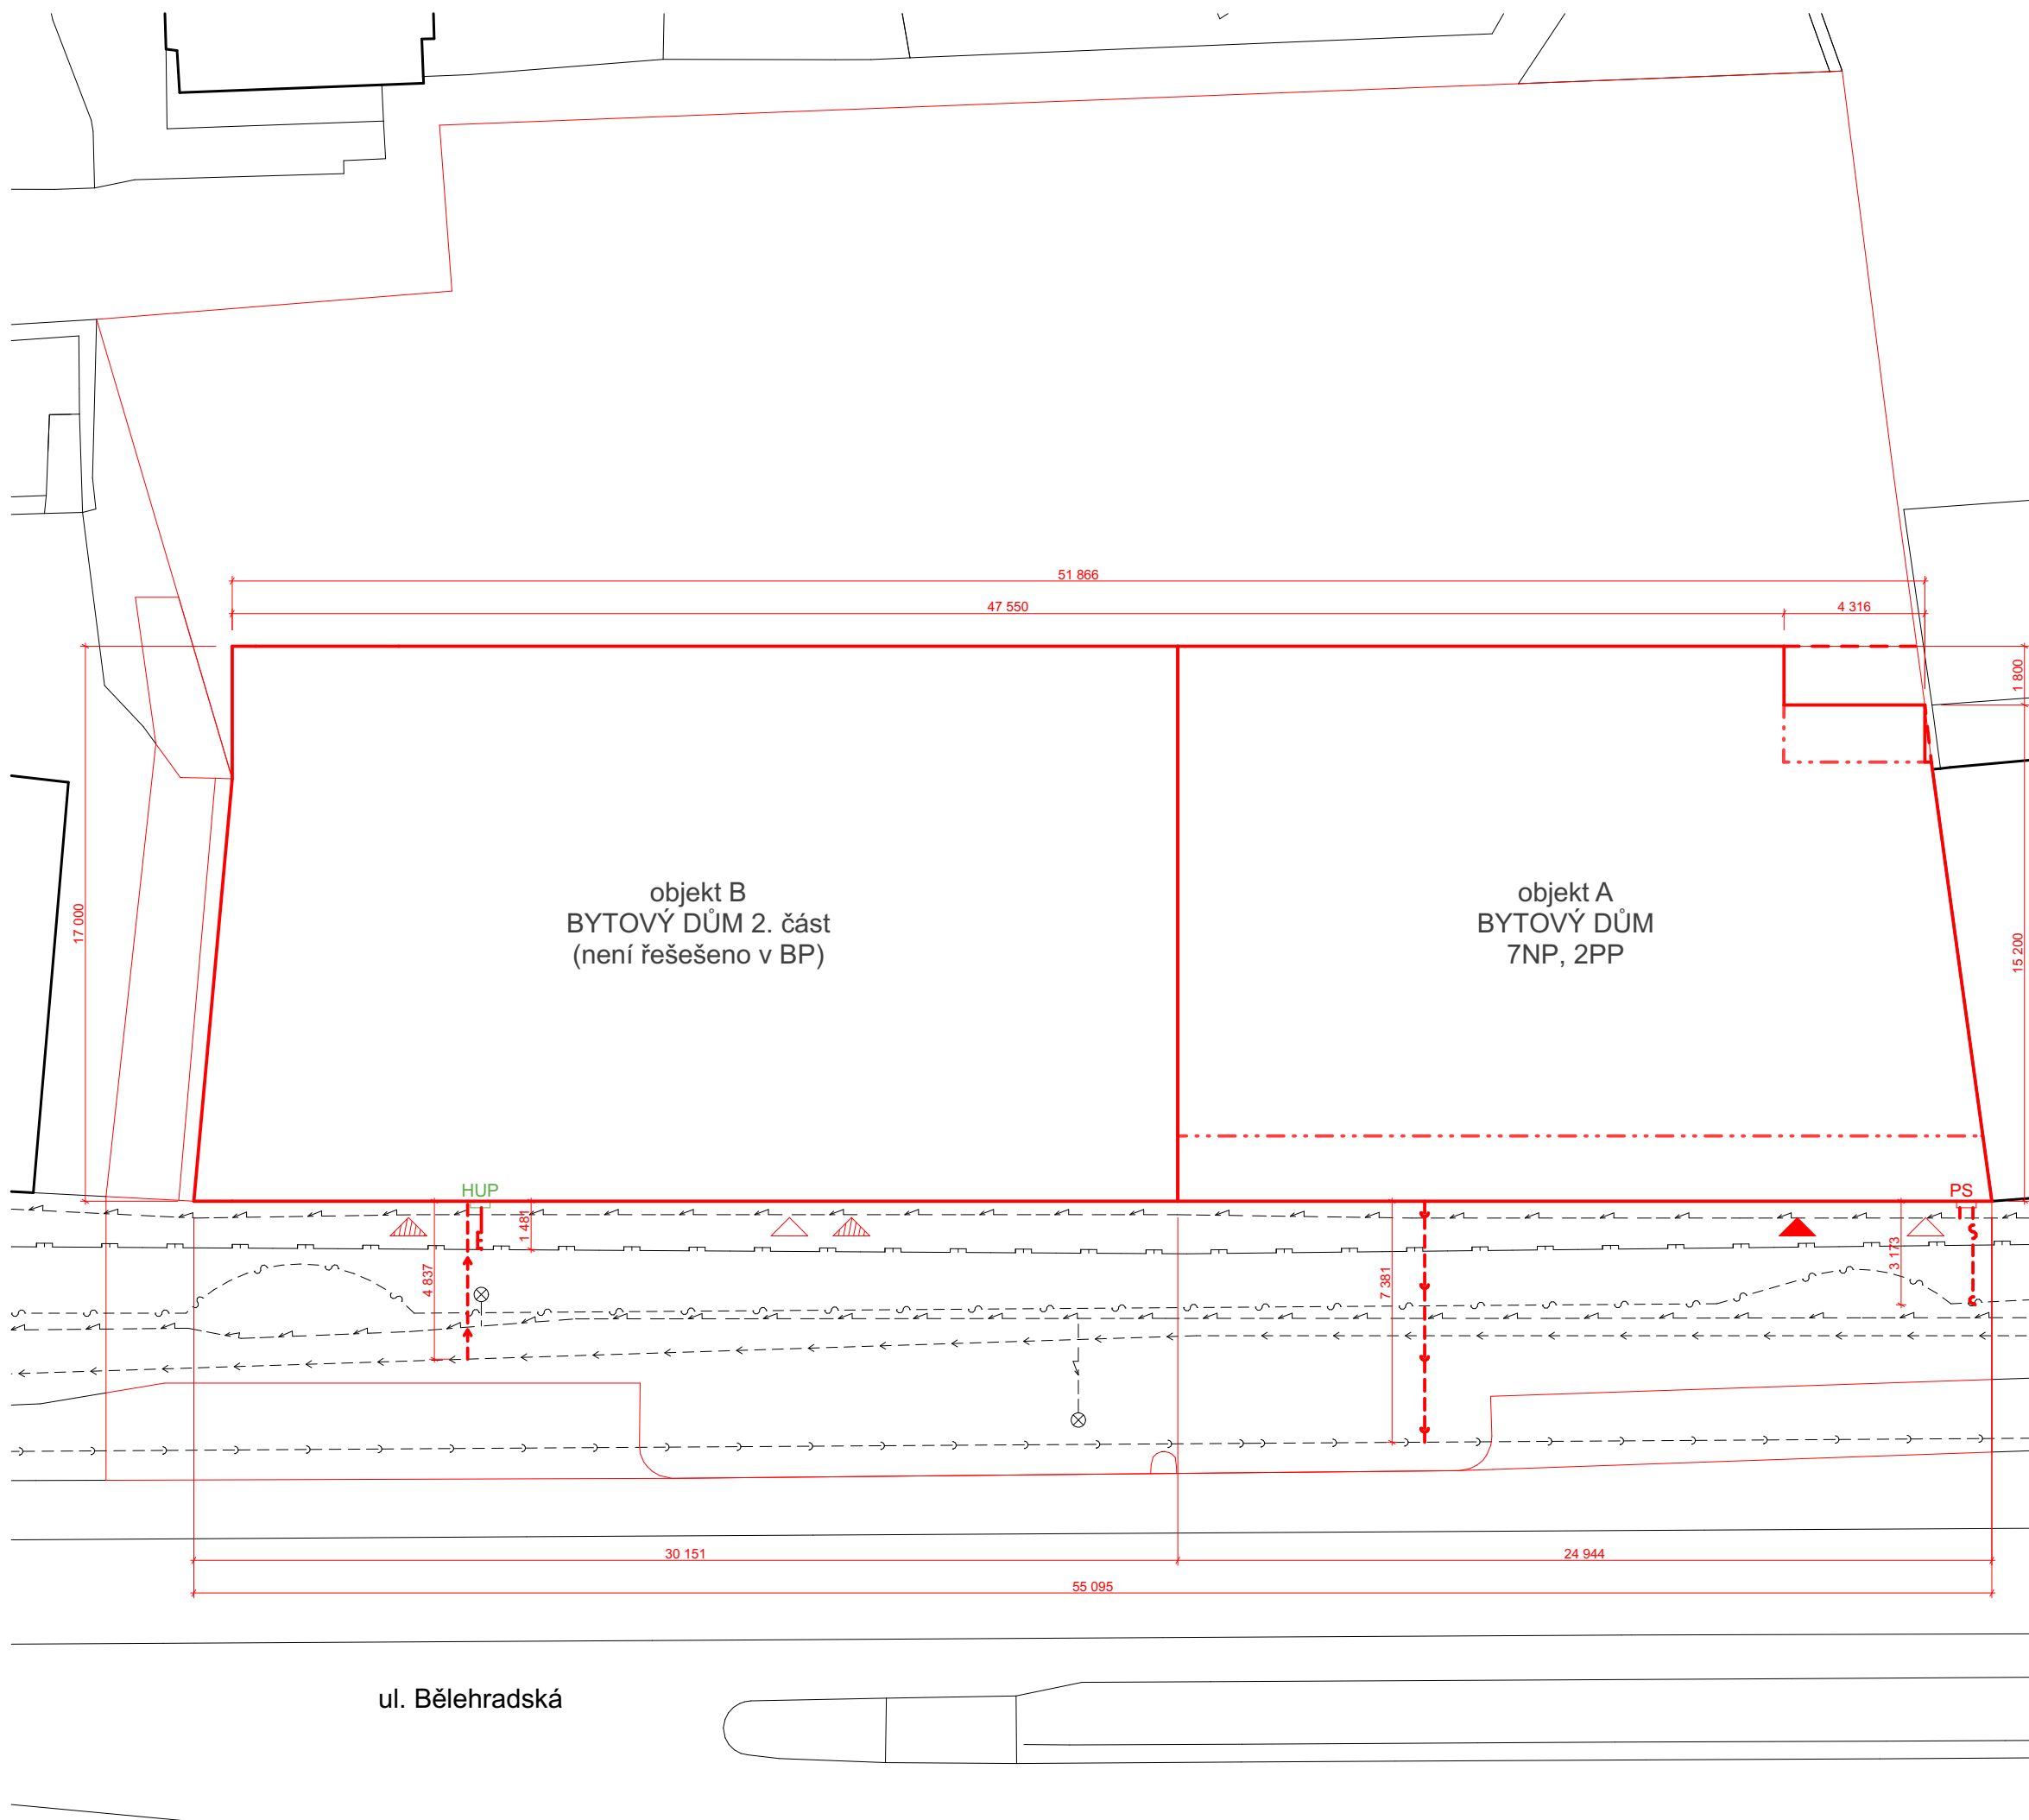 51 866
47 550
4 316
1 800
objekt B
BYTOVÝ DŮM 2. část
(není řešešeno v BP)
objekt A
BYTOVÝ DŮM
7NP, 2PP
17 000
15 200
HUP
PS
1 481
4 837
7 381
3 173
30 151
24 944
55 095
ul. Bělehradská